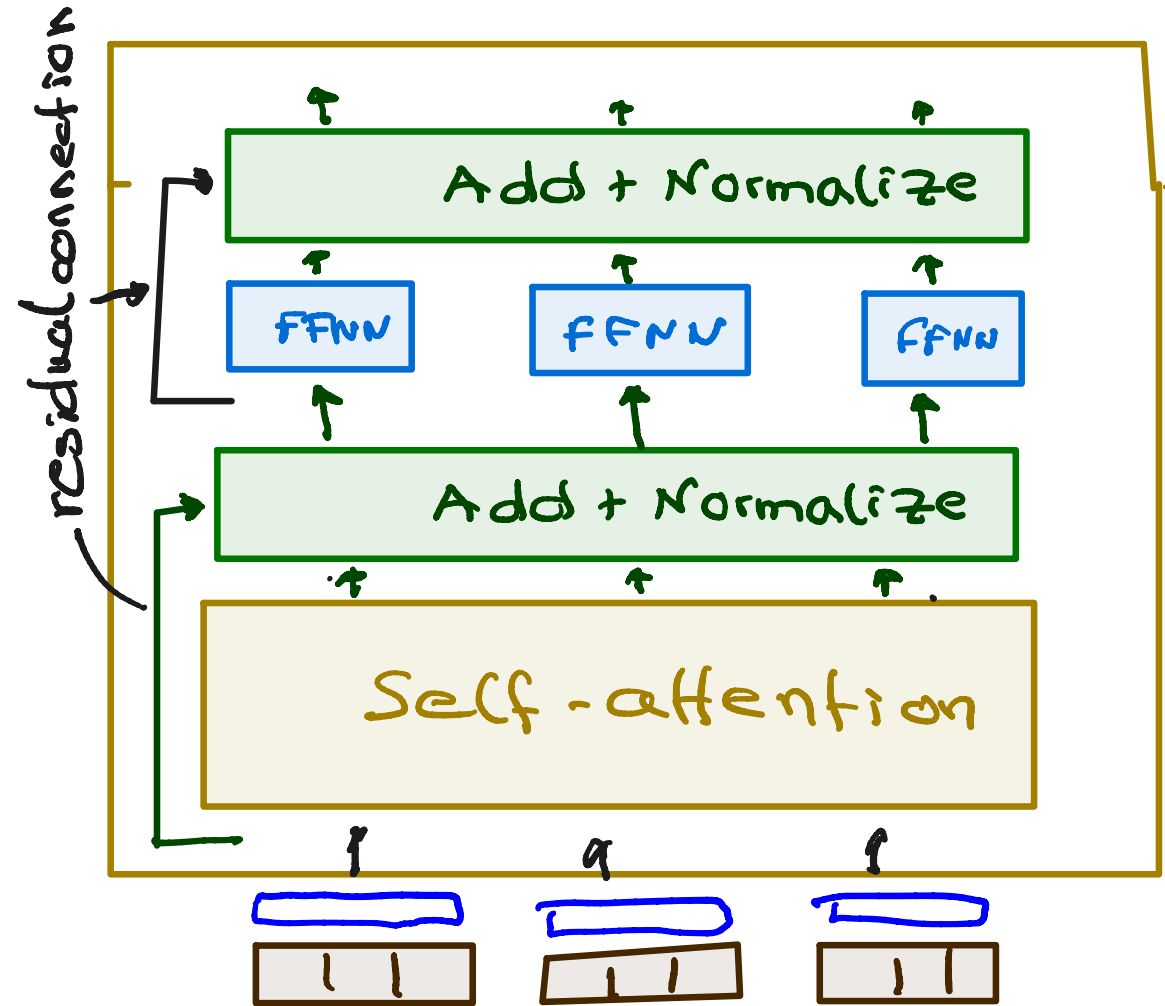 residual connection
Add + Normalize
FFNN FFNN FFNN
Add + Normalize
Self-attention